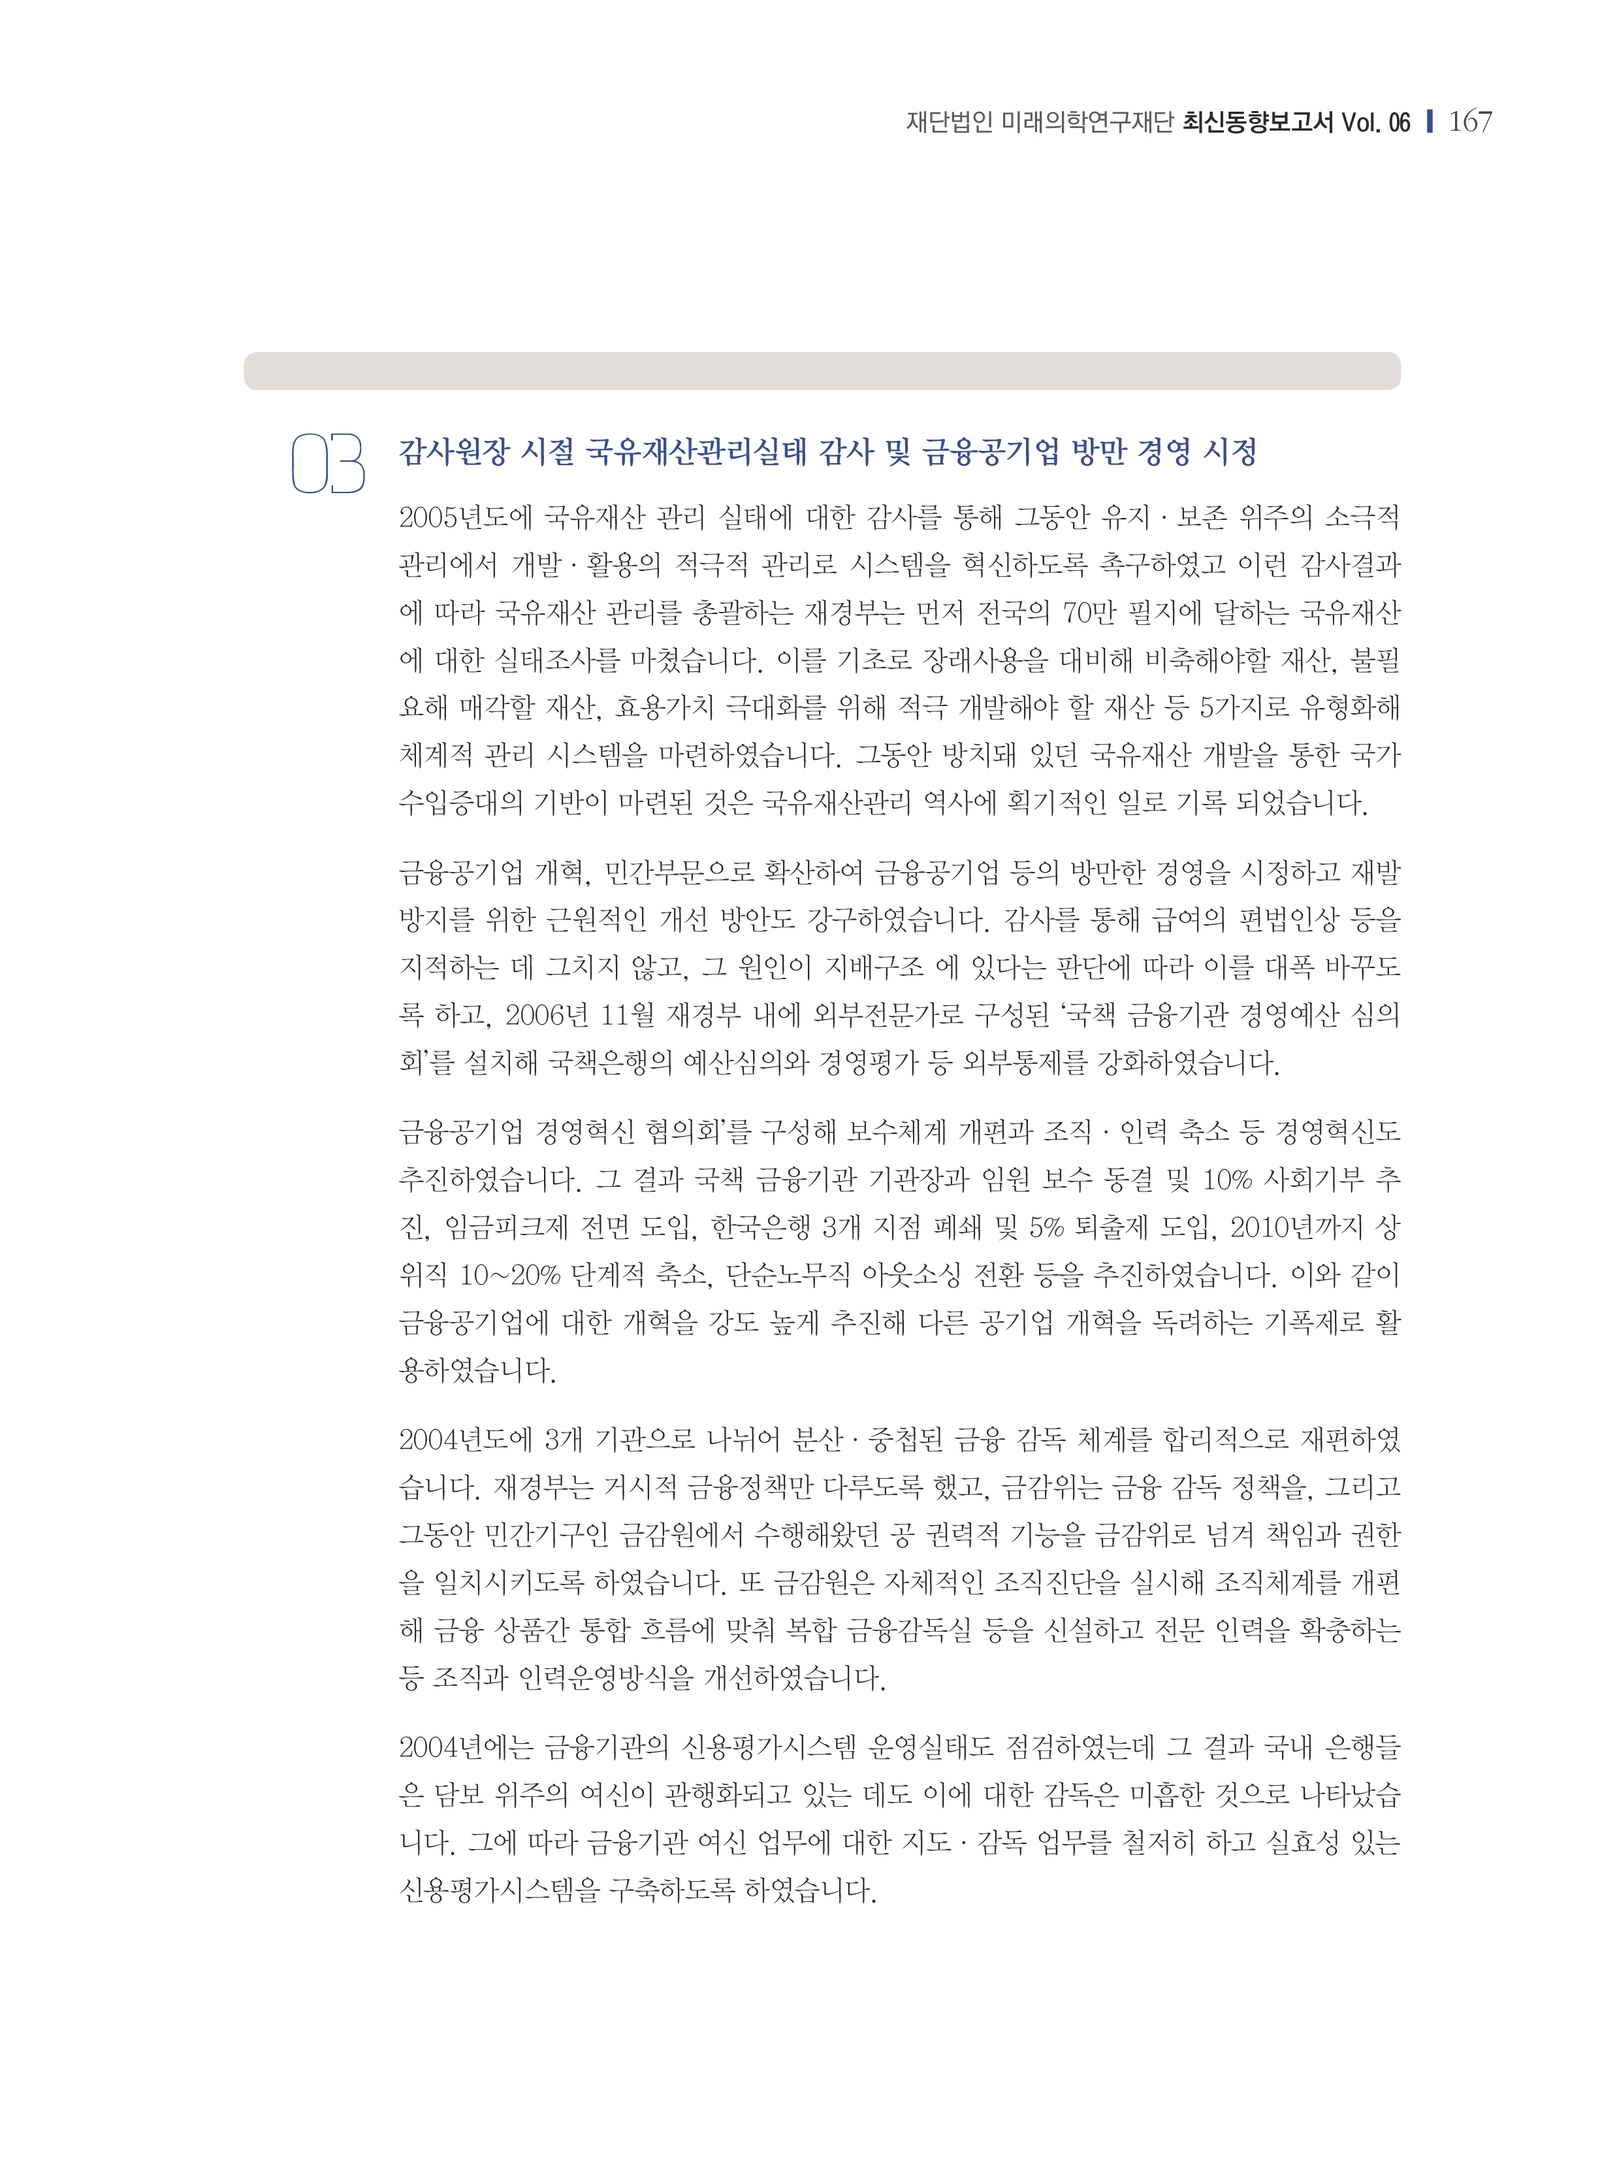 재단법인 미래의학연구재단 최신동향보고서 Vol. 06 167
03 감사원장 시절 국유재산관리실태 감사 및 금융공기업 방만 경영 시정
2005년도에 국유재산 관리 실태에 대한 감사를 통해 그동안 유지 · 보존 위주의 소극적
관리에서 개발 · 활용의 적극적 관리로 시스템을 혁신하도록 촉구하였고 이런 감사결과
에 따라 국유재산 관리를 총괄하는 재경부는 먼저 전국의 70만 필지에 달하는 국유재산
에 대한 실태조사를 마쳤습니다. 이를 기초로 장래사용을 대비해 비축해야할 재산, 불필
요해 매각할 재산, 효용가치 극대화를 위해 적극 개발해야 할 재산 등 5가지로 유형화해
체계적 관리 시스템을 마련하였습니다. 그동안 방치돼 있던 국유재산 개발을 통한 국가
수입증대의 기반이 마련된 것은 국유재산관리 역사에 획기적인 일로 기록 되었습니다.
금융공기업 개혁, 민간부문으로 확산하여 금융공기업 등의 방만한 경영을 시정하고 재발
방지를 위한 근원적인 개선 방안도 강구하였습니다. 감사를 통해 급여의 편법인상 등을
지적하는 데 그치지 않고, 그 원인이 지배구조 에 있다는 판단에 따라 이를 대폭 바꾸도
록 하고, 2006년 11월 재경부 내에 외부전문가로 구성된 ‘국책 금융기관 경영예산 심의
회’를 설치해 국책은행의 예산심의와 경영평가 등 외부통제를 강화하였습니다.
금융공기업 경영혁신 협의회’를 구성해 보수체계 개편과 조직 · 인력 축소 등 경영혁신도
추진하였습니다. 그 결과 국책 금융기관 기관장과 임원 보수 동결 및 10% 사회기부 추
진, 임금피크제 전면 도입, 한국은행 3개 지점 폐쇄 및 5% 퇴출제 도입, 2010년까지 상
위직 10~20% 단계적 축소, 단순노무직 아웃소싱 전환 등을 추진하였습니다. 이와 같이
금융공기업에 대한 개혁을 강도 높게 추진해 다른 공기업 개혁을 독려하는 기폭제로 활
용하였습니다.
2004년도에 3개 기관으로 나뉘어 분산 · 중첩된 금융 감독 체계를 합리적으로 재편하였
습니다. 재경부는 거시적 금융정책만 다루도록 했고, 금감위는 금융 감독 정책을, 그리고
그동안 민간기구인 금감원에서 수행해왔던 공 권력적 기능을 금감위로 넘겨 책임과 권한
을 일치시키도록 하였습니다. 또 금감원은 자체적인 조직진단을 실시해 조직체계를 개편
해 금융 상품간 통합 흐름에 맞춰 복합 금융감독실 등을 신설하고 전문 인력을 확충하는
등 조직과 인력운영방식을 개선하였습니다.
2004년에는 금융기관의 신용평가시스템 운영실태도 점검하였는데 그 결과 국내 은행들
은 담보 위주의 여신이 관행화되고 있는 데도 이에 대한 감독은 미흡한 것으로 나타났습
니다. 그에 따라 금융기관 여신 업무에 대한 지도 · 감독 업무를 철저히 하고 실효성 있는
신용평가시스템을 구축하도록 하였습니다.